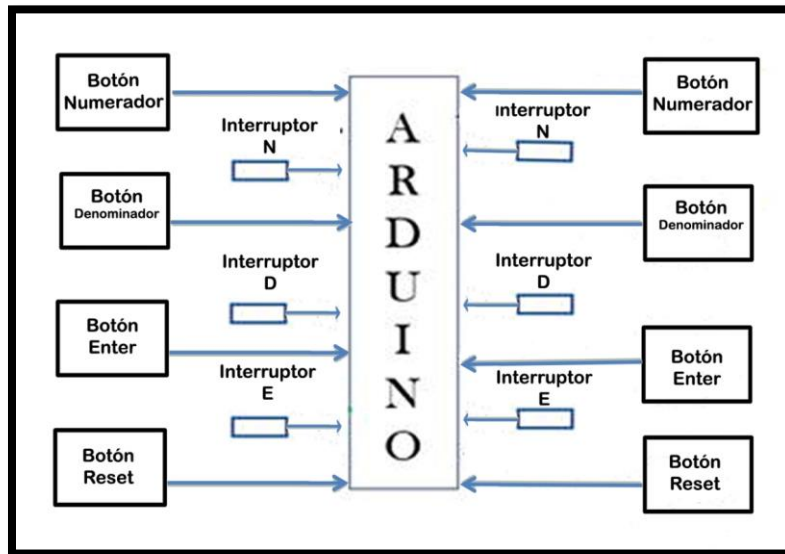 Botón
Numerador
Interruptor
N
Botón
Denominador
Interruptor
D
Botón
Enter
Interruptor
E
Botón
Reset
ARDUINO
Botón
Numerador
Interruptor
N
Botón
Denominador
Interruptor
D
Botón
Enter
Interruptor
E
Botón
Reset